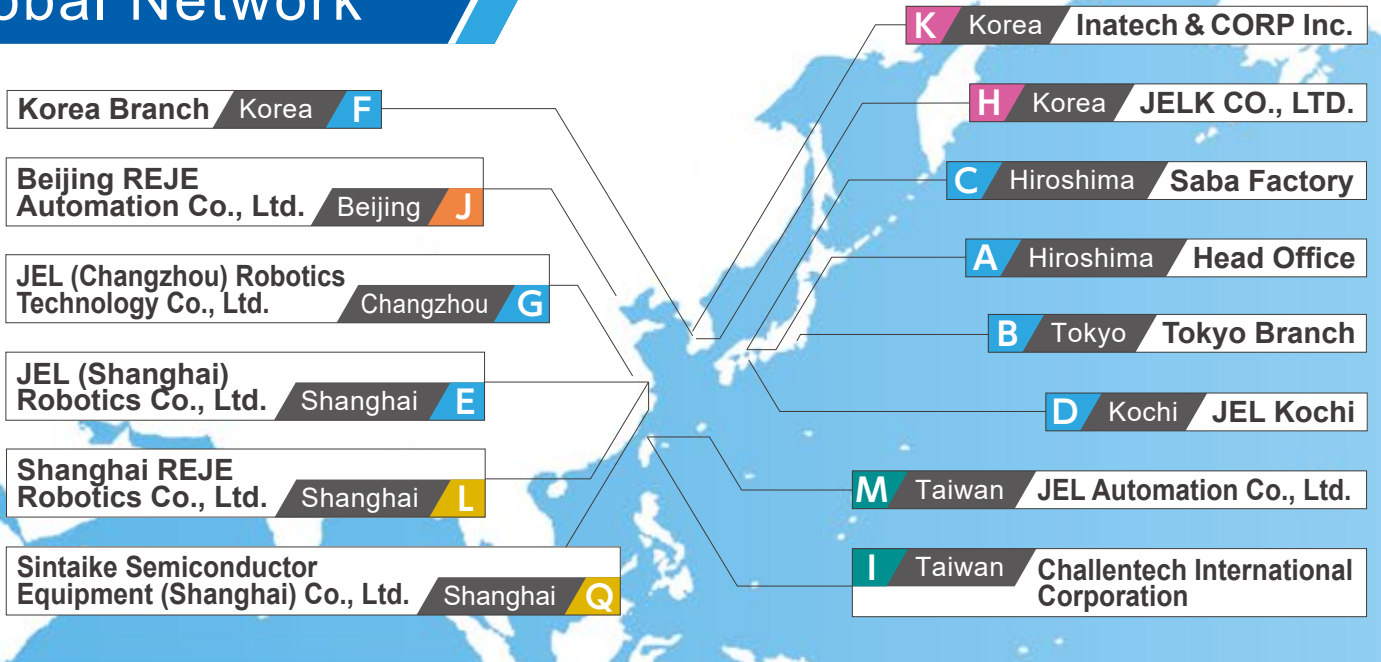 Global Network
Korea Branch Korea F
Beijing REJE
Automation Co., Ltd. Beijing J
JEL (Changzhou) Robotics
Technology Co., Ltd. Changzhou G
JEL (Shanghai)
Robotics Co., Ltd. Shanghai E
Shanghai REJE
Robotics Co., Ltd. Shanghai L
Sintaike Semiconductor
Equipment (Shanghai) Co., Ltd. Shanghai Q
K Korea Inatech & CORP Inc.
H Korea JELK CO., LTD.
C Hiroshima Saba Factory
A Hiroshima Head Office
B Tokyo Tokyo Branch
D Kochi JEL Kochi
M Taiwan JEL Automation Co., Ltd.
I Taiwan Challentech International
Corporation